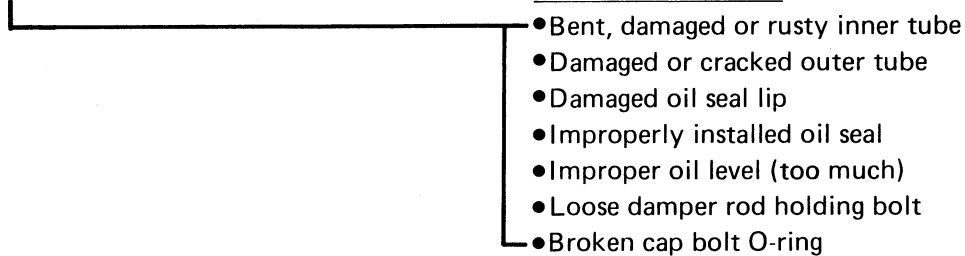 ●Bent, damaged or rusty inner tube
●Damaged or cracked outer tube
●Damaged oil seal lip
●Improperly installed oil seal
●Improper oil level (too much)
●Loose damper rod holding bolt
●Broken cap bolt O-ring